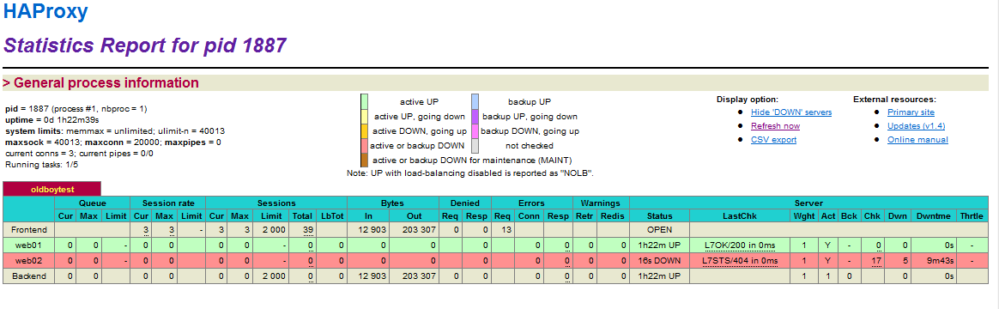 HAProxy
Statistics Report for pid 1887
> General process information
pid = 1887 (process #1, nbproc = 1)
uptime = 0d 1h22m39s
system limits: memmax = unlimited; ulimit-n = 40013
maxsock = 40013; maxconn = 20000; maxpipes = 0
current conns = 3; current pipes = 0/0
Running tasks: 1/5
active UP backup UP
active UP, going down backup UP, going down
active DOWN, going up backup DOWN, going up
active or backup DOWN not checked
active or backup DOWN for maintenance (MAINT)
Note: UP with load-balancing disabled is reported as "NOLB".
Display option:
Hide 'DOWN' servers
Refresh now
CSV export
External resources:
Primary site
Updates (v1.4)
Online manual
oldboytest
Queue Session rate Sessions Bytes Denied Errors Warnings Server
Cur Max Limit Cur Max Limit Cur Max Limit Total LbTot In Out Req Resp Req Conn Resp Retr Redis Status LastChk Wght Act Bck Chk Dwn Dwntme Thrtle
Frontend 3 3 - 3 3 2 000 39 12 903 203 307 0 0 13 OPEN
web01 0 0 - 0 0 0 0 - 0 0 0 0 0 0 0 0 0 1h22m UP L7OK/200 in 0ms 1 Y - 0 0 0s -
web02 0 0 - 0 0 0 0 - 0 0 0 0 0 0 0 0 0 16s DOWN L7STS/404 in 0ms 1 Y - 17 5 9m43s -
Backend 0 0 0 0 0 0 2 000 0 0 12 903 203 307 0 0 0 0 0 0 1h22m UP 1 1 0 0 0s